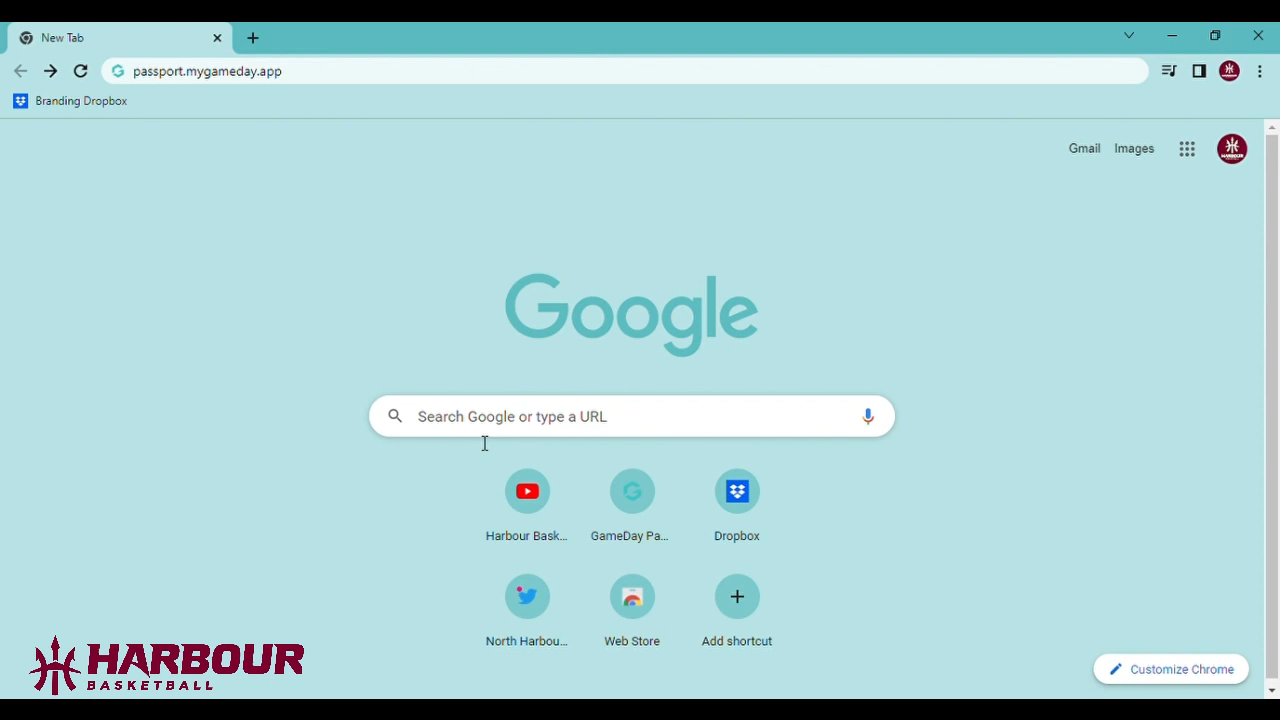 New Tab
passport.mygameday.app
Branding Dropbox
Gmail Images
HARBOUR
Google
Search Google or type a URL
Harbour Bask... GameDay Pa... Dropbox
North Harbou... Web Store Add shortcut
HARBOUR
BASKETBALL
Customize Chrome